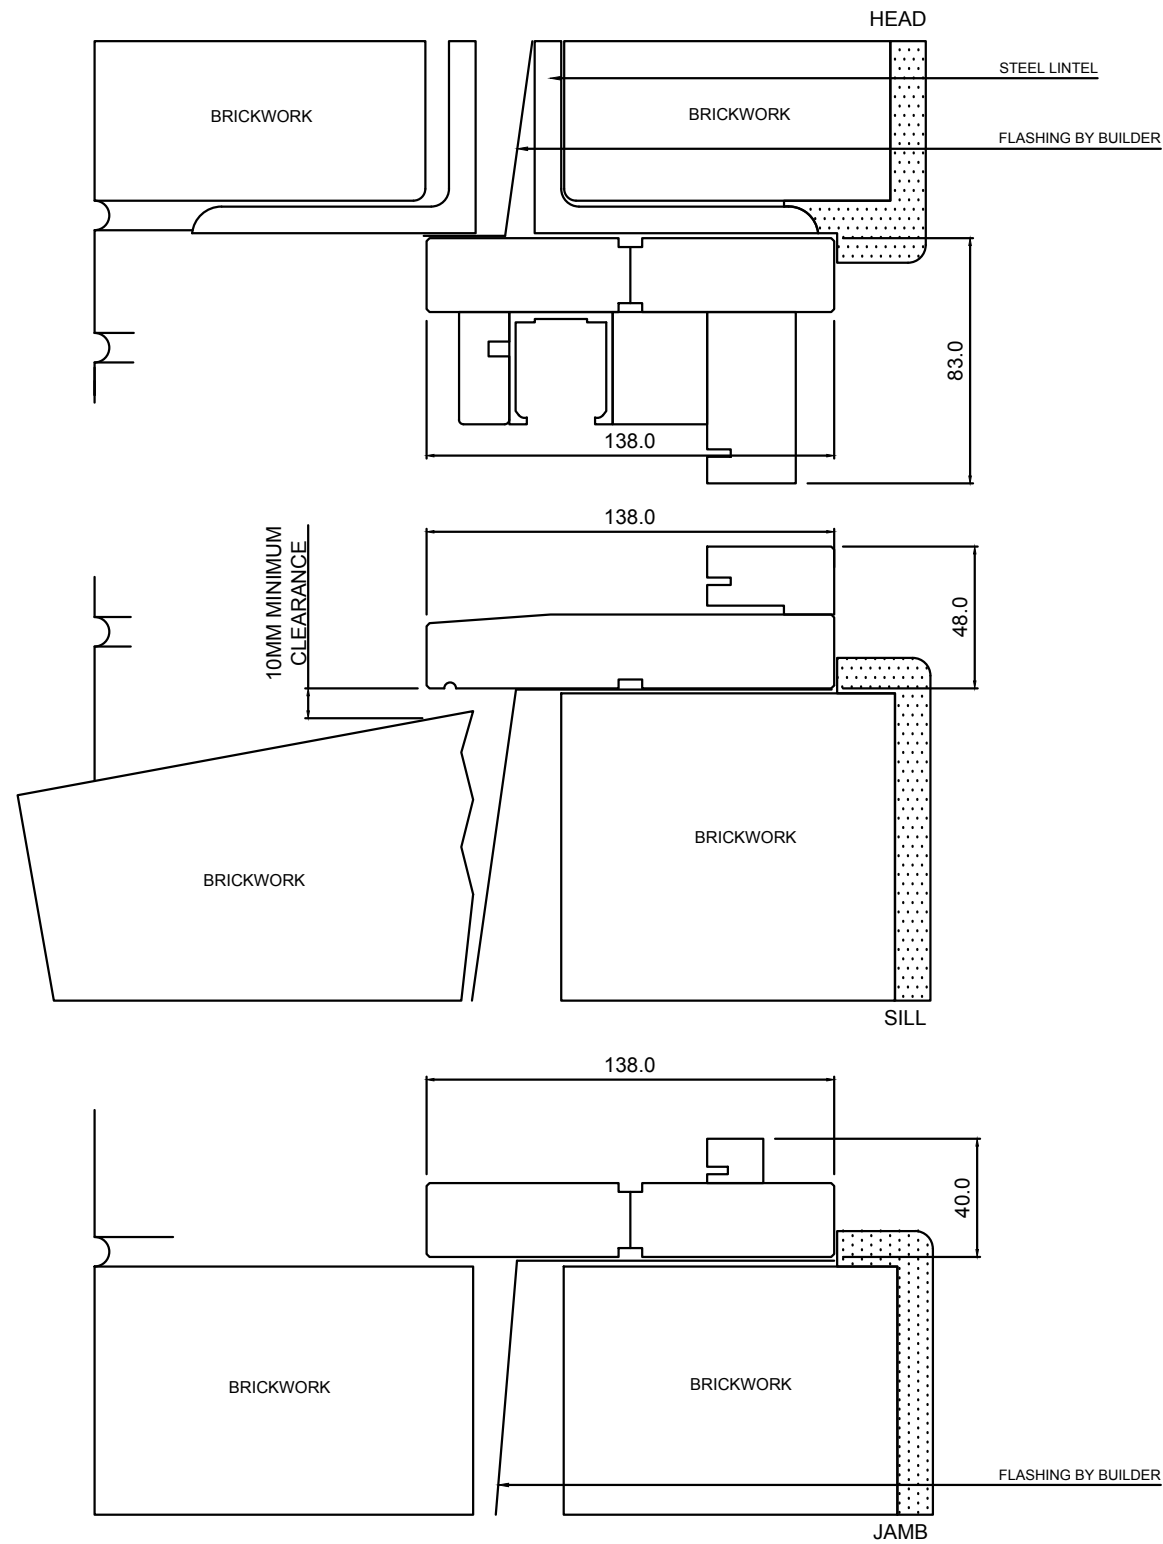 HEAD
STEEL LINTEL
BRICKWORK
BRICKWORK
FLASHING BY BUILDER
83.0
138.0
138.0
10MM MINIMUM
CLEARANCE
48.0
BRICKWORK
BRICKWORK
SILL
138.0
40.0
BRICKWORK
BRICKWORK
FLASHING BY BUILDER
JAMB